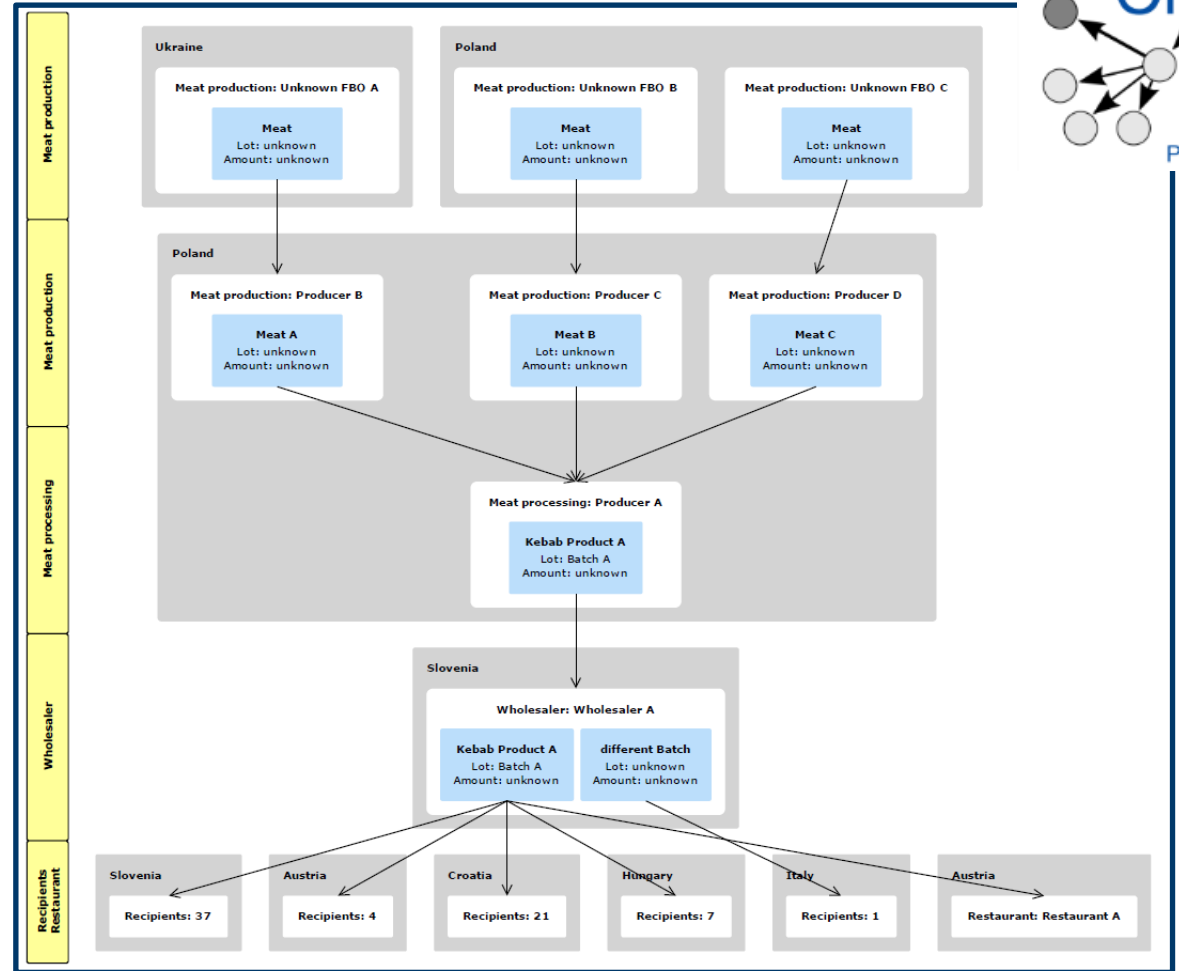 Meat production
Ukraine
Poland
Meat production: Unknown FBO A
Meat production: Unknown FBO B
Meat production: Unknown FBO C
Meat
Lot: unknown
Amount: unknown
Meat
Lot: unknown
Amount: unknown
Meat
Lot: unknown
Amount: unknown
Meat production
Poland
Meat production: Producer B
Meat production: Producer C
Meat production: Producer D
Meat A
Lot: unknown
Amount: unknown
Meat B
Lot: unknown
Amount: unknown
Meat C
Lot: unknown
Amount: unknown
Meat processing
Meat processing: Producer A
Kebab Product A
Lot: Batch A
Amount: unknown
Wholesaler
Slovenia
Wholesaler: Wholesaler A
Kebab Product A
Lot: Batch A
Amount: unknown
different Batch
Lot: unknown
Amount: unknown
Recipients
Restaurant
Slovenia
Recipients: 37
Austria
Recipients: 4
Croatia
Recipients: 21
Hungary
Recipients: 7
Italy
Recipients: 1
Austria
Restaurant: Restaurant A